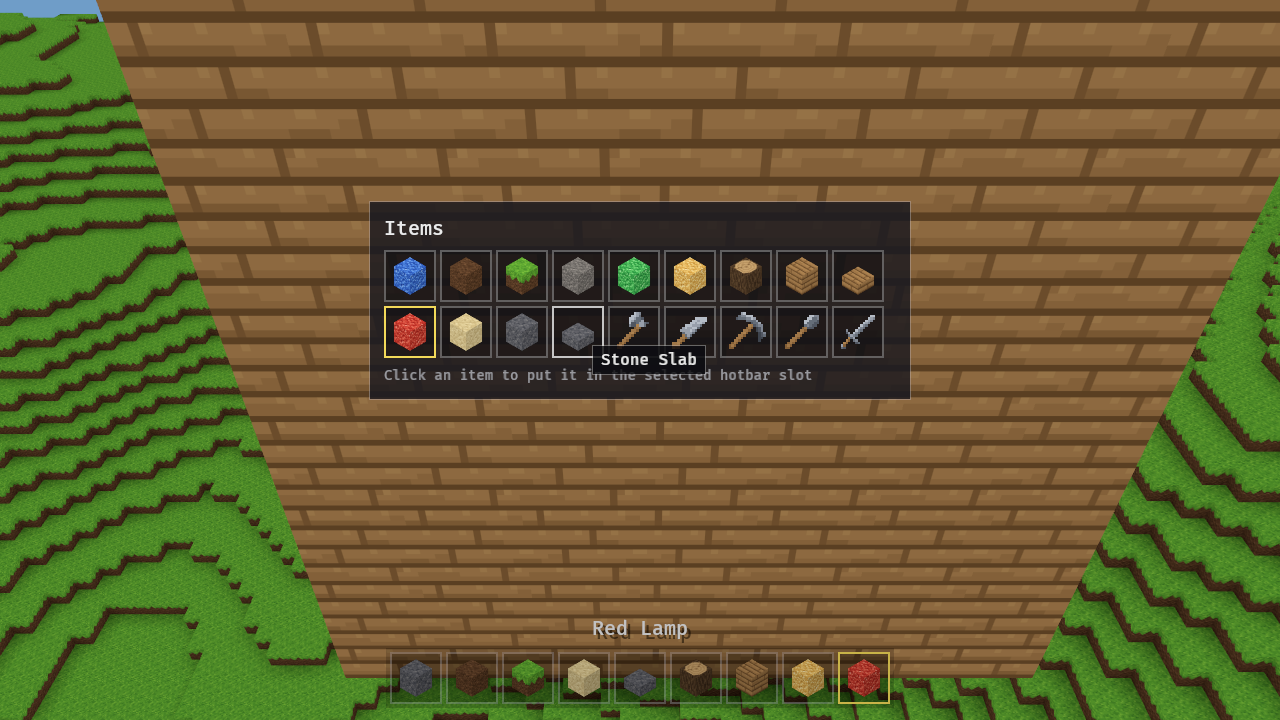 Items
Stone Slab
Click an item to put it in the selected hotbar slot
Red Lamp